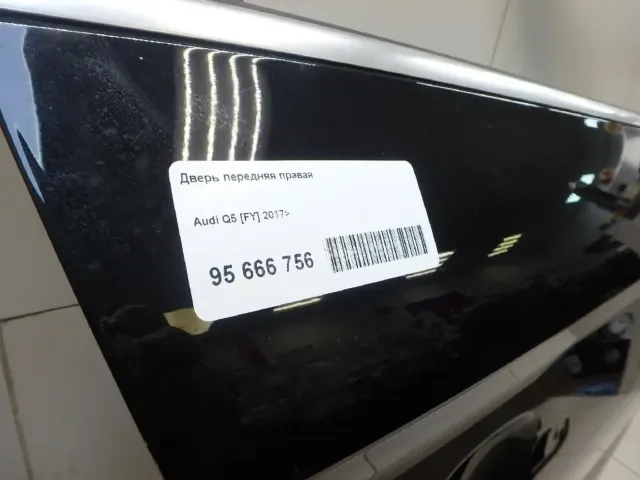 Дверь передняя правая
Audi Q5 [FY] 2017>
95 666 756